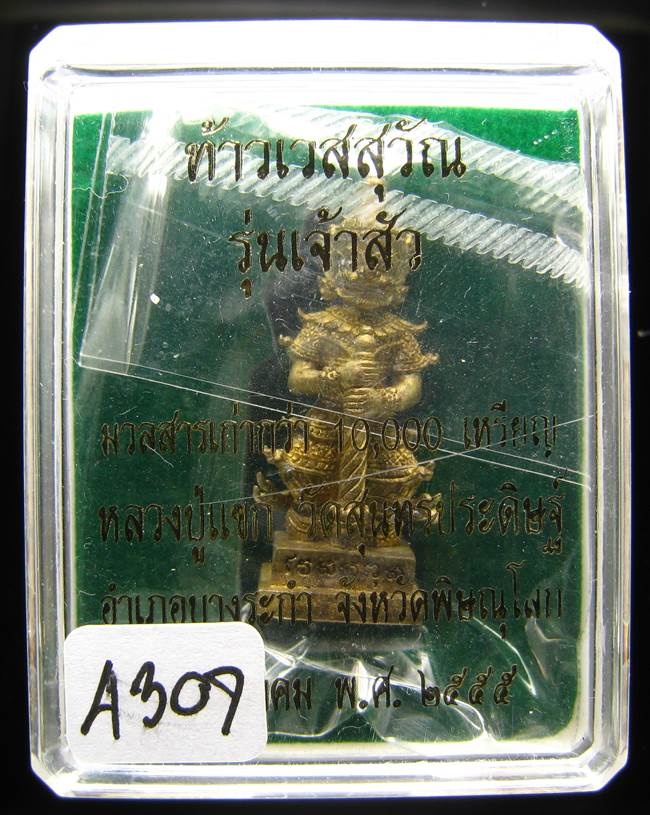 ท้าวเวสสุวัณ
รุ่นเจ้าสัว
มวลสารเก่ากว่า 10,000 เหรียญ
หลวงปู่แขก วัดสุนทรประดิษฐ์
อำเภอบางระกำ จังหวัดพิษณุโลก
พ.ศ. ๒๕๕๕
A309